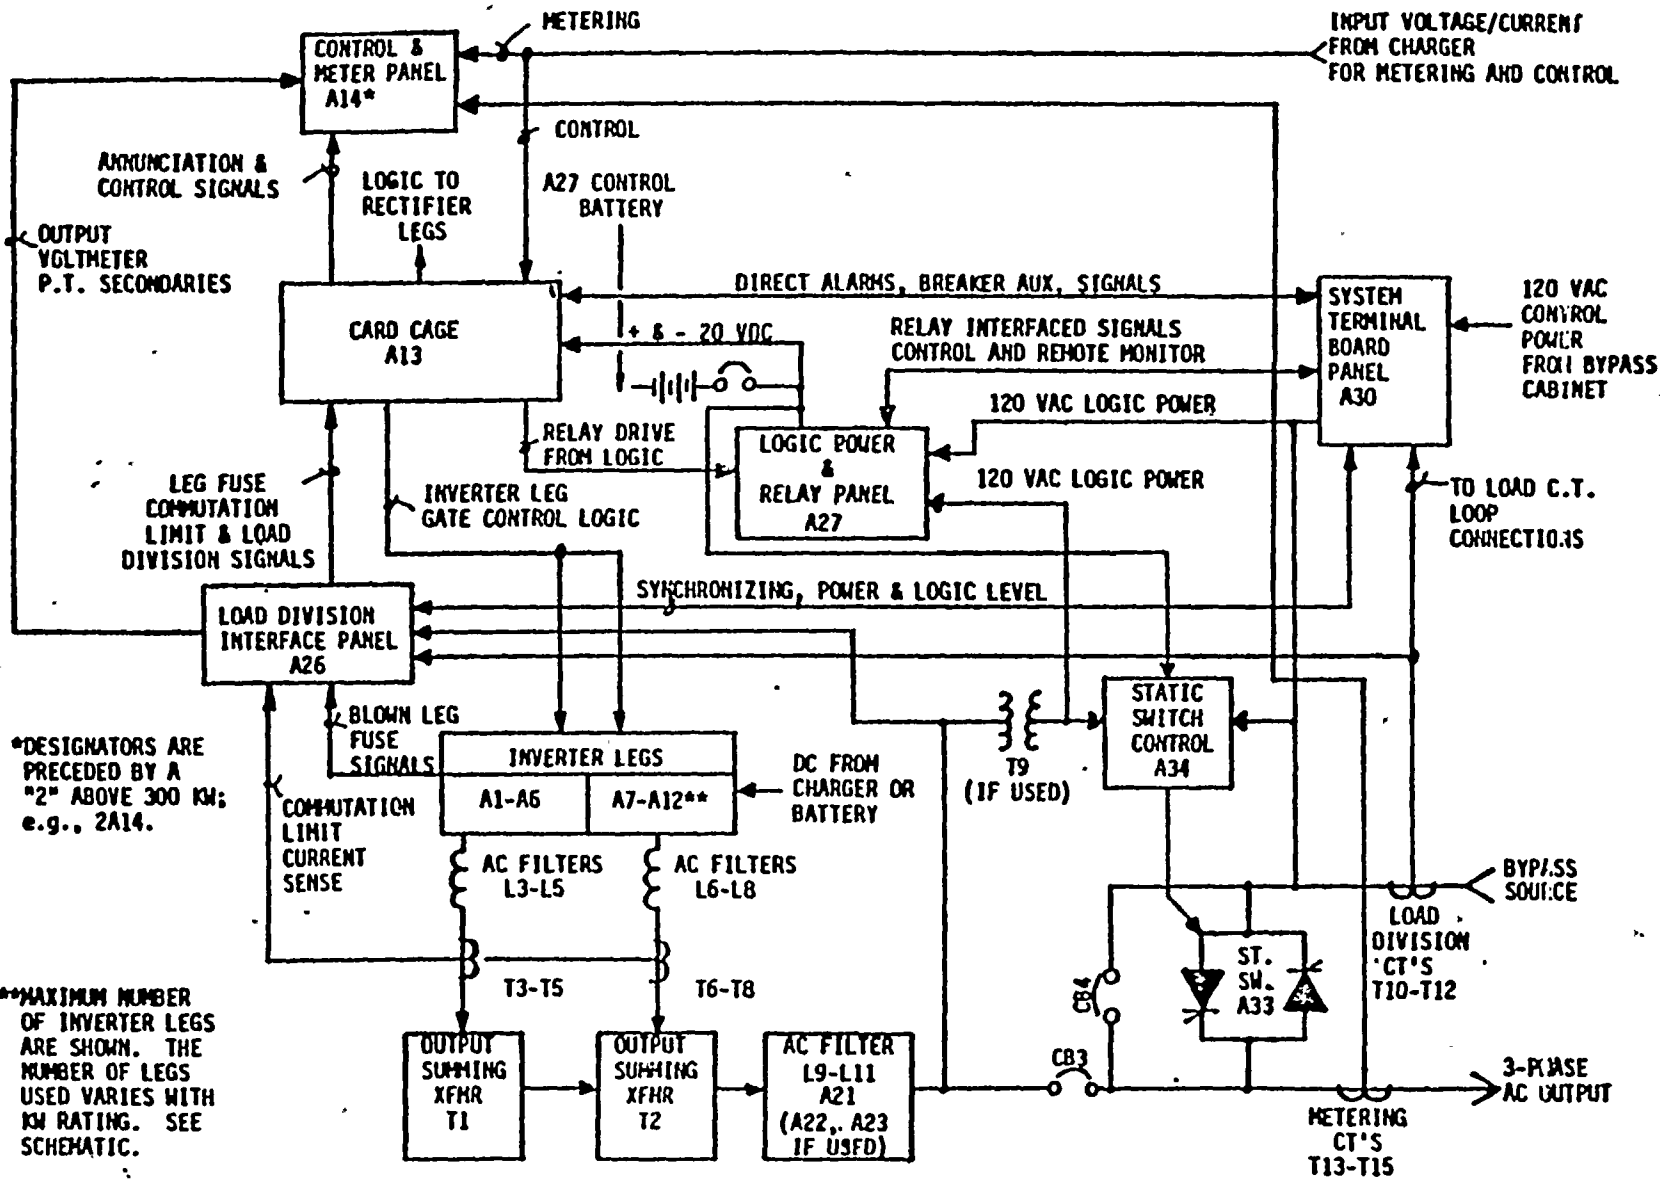 METERING
INPUT VOLTAGE/CURRENT
FROM CHARGER
FOR METERING AND CONTROL
CONTROL &
METER PANEL
A14*
CONTROL
ANNUNCIATION &
CONTROL SIGNALS
LOGIC TO
RECTIFIER
LEGS
A27 CONTROL
BATTERY
OUTPUT
VOLTMETER
P.T. SECONDARIES
CARD CAGE
A13
DIRECT ALARMS, BREAKER AUX, SIGNALS
+ & - 20 VDC
RELAY INTERFACED SIGNALS
CONTROL AND REMOTE MONITOR
SYSTEM
TERMINAL
BOARD
PANEL
A30
120 VAC
CONTROL
POWER
FROM BYPASS
CABINET
120 VAC LOGIC POWER
RELAY DRIVE
FROM LOGIC
LOGIC POWER
&
RELAY PANEL
A27
120 VAC LOGIC POWER
LEG FUSE
COMMUTATION
LIMIT & LOAD
DIVISION SIGNALS
INVERTER LEG
GATE CONTROL LOGIC
TO LOAD C.T.
LOOP
CONNECTIONS
SYNCHRONIZING, POWER & LOGIC LEVEL
LOAD DIVISION
INTERFACE PANEL
A26
BLOWN LEG
FUSE
SIGNALS
*DESIGNATORS ARE
PRECEDED BY A
"2" ABOVE 300 KW;
e.g., 2A14.
COMMUTATION
LIMIT
CURRENT
SENSE
INVERTER LEGS
A1-A6
A7-A12**
DC FROM
CHARGER OR
BATTERY
T9
(IF USED)
STATIC
SWITCH
CONTROL
A34
AC FILTERS
L3-L5
AC FILTERS
L6-L8
BYPASS
SOURCE
LOAD
DIVISION
CT'S
T10-T12
ST.
SW.
A33
CB4
T3-T5
T6-T8
**MAXIMUM NUMBER
OF INVERTER LEGS
ARE SHOWN. THE
NUMBER OF LEGS
USED VARIES WITH
KW RATING. SEE
SCHEMATIC.
OUTPUT
SUMMING
XFMR
T1
OUTPUT
SUMMING
XFMR
T2
AC FILTER
L9-L11
A21
(A22, A23
IF USED)
CB3
3-PHASE
AC OUTPUT
METERING
CT'S
T13-T15